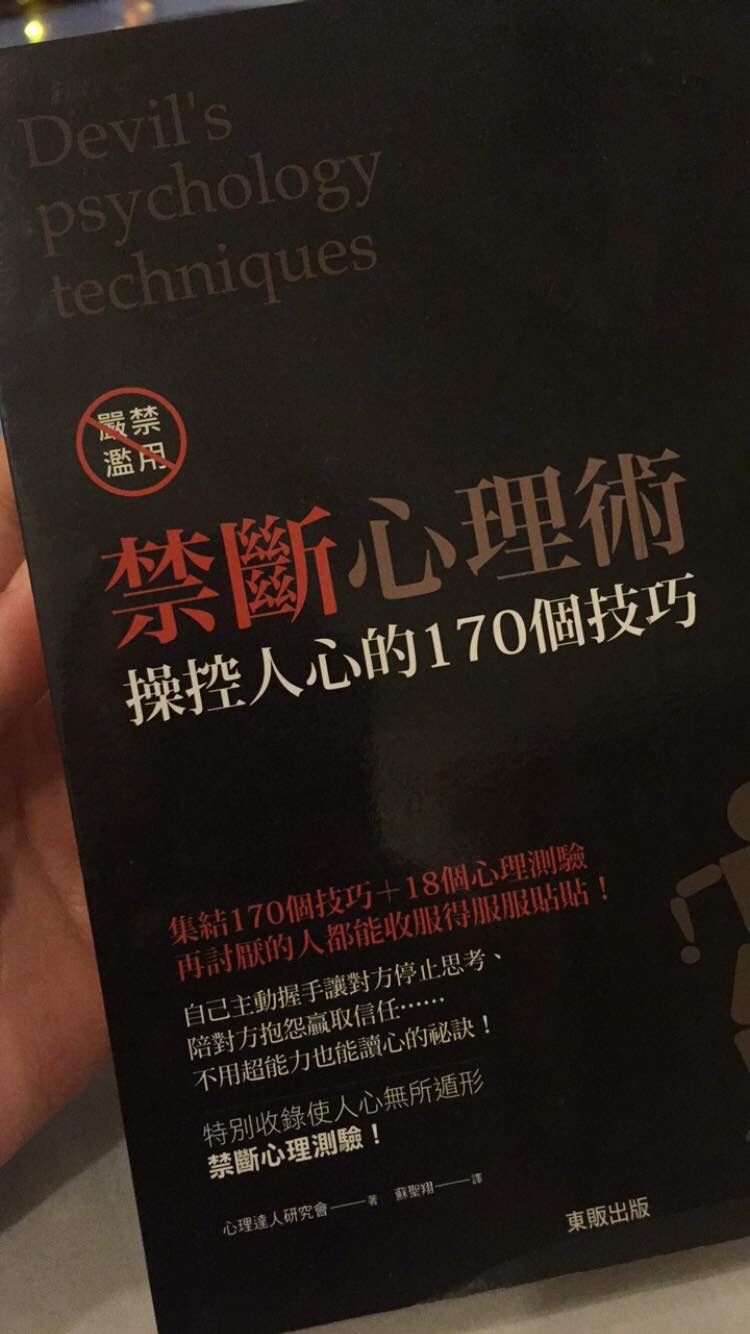 Devil's
psychology
techniques
嚴禁
濫用
禁斷心理術
操控人心的170個技巧
集結170個技巧＋18個心理測驗
再討厭的人都能收服得服服貼貼！
自己主動握手讓對方停止思考、
陪對方抱怨贏取信任……
不用超能力也能讀心的祕訣！
特別收錄使人心無所遁形
禁斷心理測驗！
心理達人研究會——著 蘇聖翔——譯
東販出版